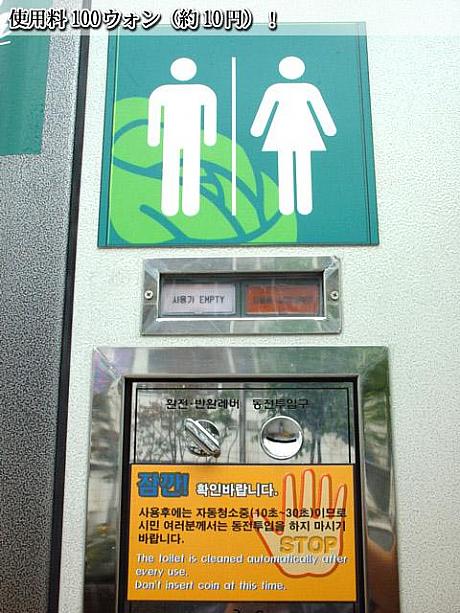 使用料100ウォン（約10円）！
사용가 EMPTY
환전·반환레버 동전투입구
잠깐! 확인바랍니다.
사용후에는 자동청소중(10초~30초)이므로
시민 여러분께서는 동전투입을 하지 마시기
바랍니다.
STOP
The toilet is cleaned automatically after
every use.
Don't insert coin at this time.